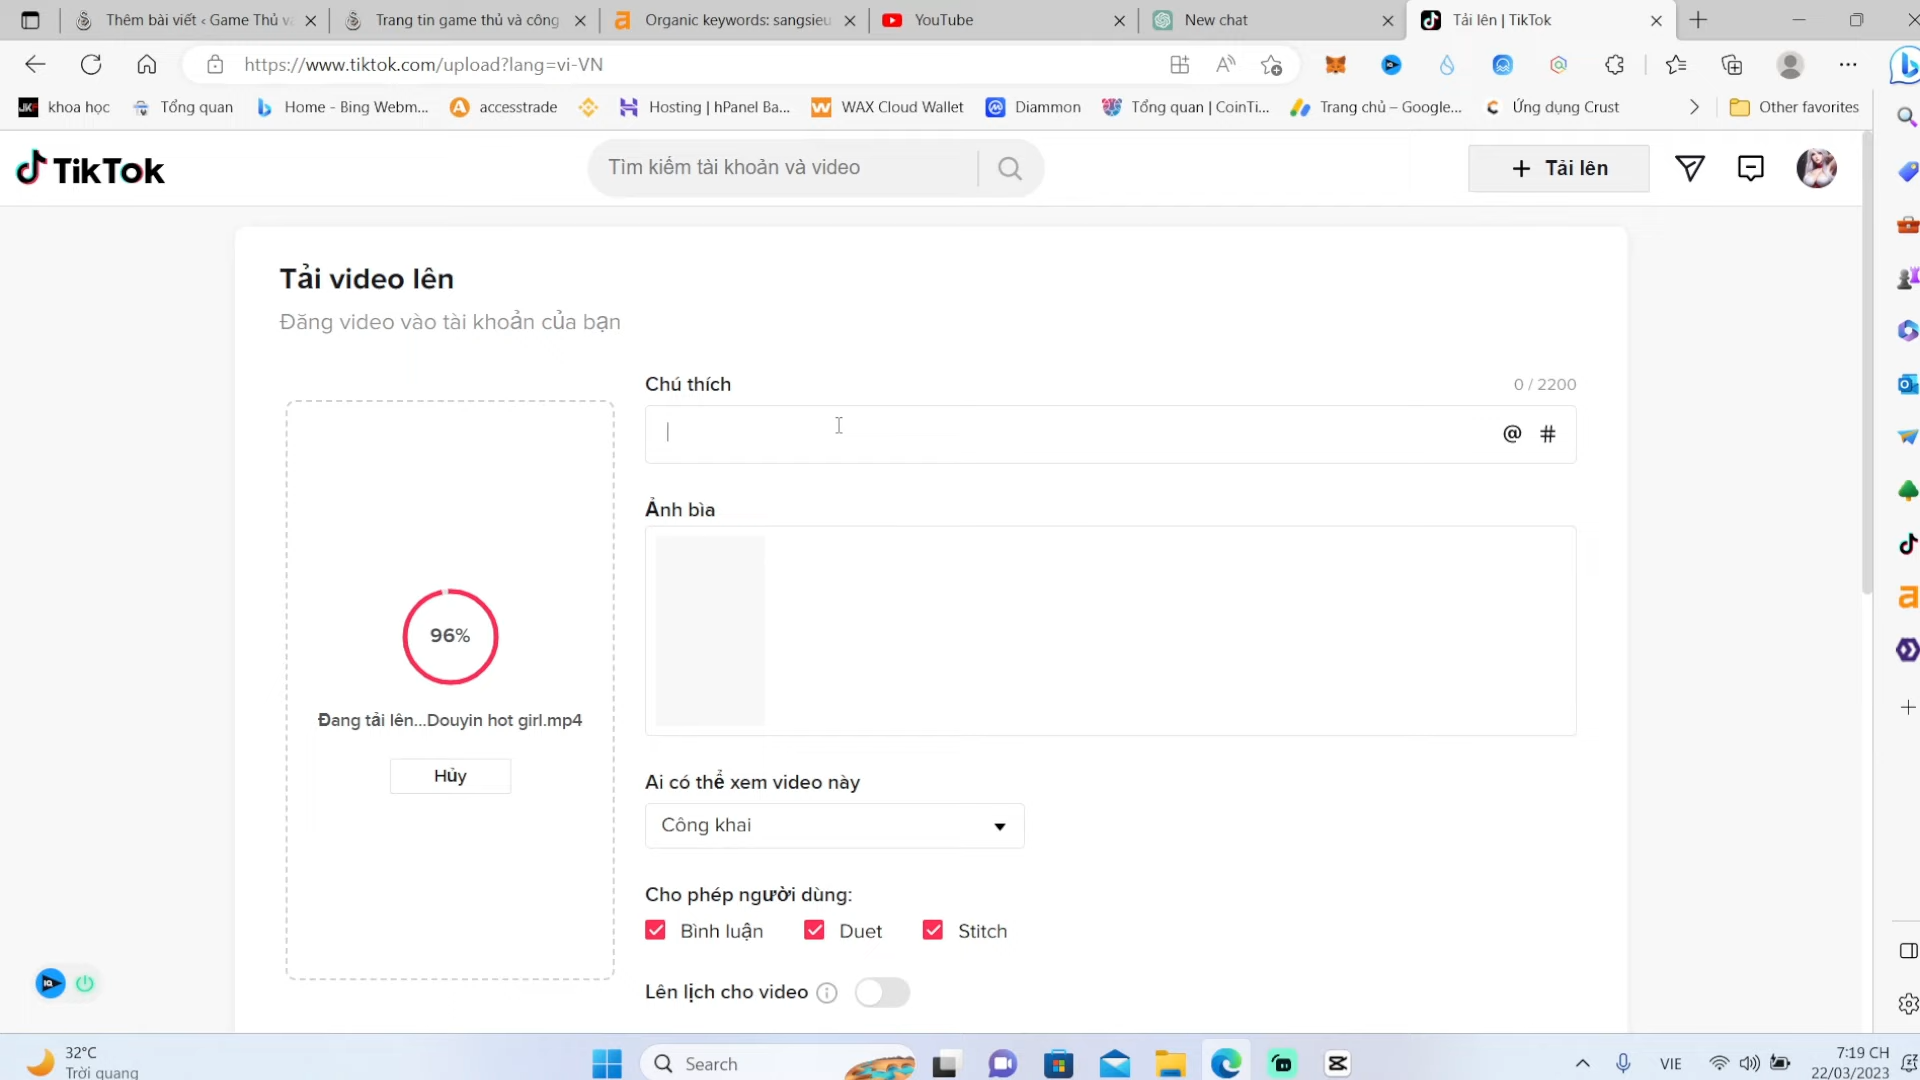 Thêm bài viết ‹ Game Thủ và
Trang tin game thủ và công
Organic keywords: sangsieu
YouTube
New chat
Tải lên | TikTok
https://www.tiktok.com/upload?lang=vi-VN
khoa học
Tổng quan
Home - Bing Webm...
accesstrade
Hosting | hPanel Ba...
WAX Cloud Wallet
Diammon
Tổng quan | CoinTi...
Trang chủ – Google...
Ứng dụng Crust
Other favorites
TikTok
Tìm kiếm tài khoản và video
+ Tải lên
Tải video lên
Đăng video vào tài khoản của bạn
Chú thích
0 / 2200
@ #
Ảnh bìa
96%
Đang tải lên...Douyin hot girl.mp4
Hủy
Ai có thể xem video này
Công khai
Cho phép người dùng:
Bình luận
Duet
Stitch
Lên lịch cho video
32°C
Trời quang
Search
VIE
7:19 CH
22/03/2023